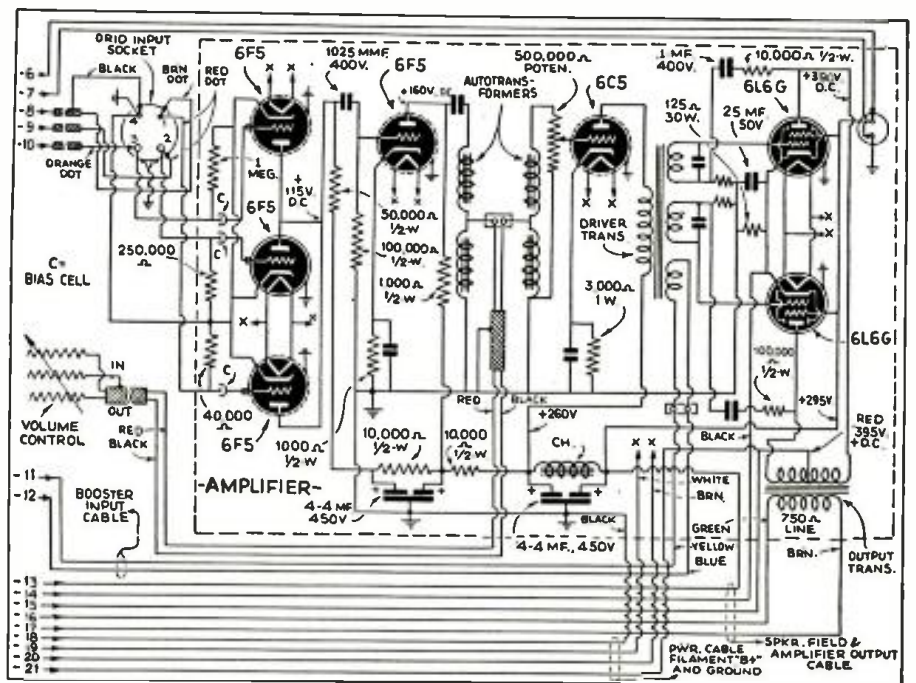 GRID INPUT
SOCKET
BLACK
BRN
DOT
RED
DOT
-6
-7
-8
-9
-10
4
3
2
ORANGE
DOT
6F5
X X
1
MEG.
+
115V.
D.C.
6F5
C
C
250,000
Ω
C=
BIAS CELL
X
X
C
40,000
Ω
6F5
IN
OUT
VOLUME
CONTROL
RED
BLACK
1025 MMF.
400V.
6F5
+160V.
AUTOTRANS-
FORMERS
500,000Ω
POTEN.
6C5
X X
X X
50,000Ω
1/2-W.
100,000Ω
1/2-W.
1,000Ω
1/2-W
DRIVER
TRANS
3,000Ω
1 W.
.1 MF.
400V.
10,000Ω 1/2-W.
6L6G
+390V.
D.C.
125Ω
30W.
25 MF.
50V
X
X
6L6G
100,000
Ω
1/2-W
+295V.
RED
395V.
+D.C.
RED
BLACK
+260V
1000Ω
1/2-W
10,000Ω
1/2-W
10,000
Ω
1/2-W
CH.
+
+
+
X X
BLACK
WHITE
BRN.
-AMPLIFIER-
4-4 MF.
450V.
4-4 MF., 450V.
BLACK
GREEN
YELLOW
BLUE
750Ω
LINE
BRN.
OUTPUT
TRANS.
-11
-12
BOOSTER
INPUT
CABLE
-13
-14
-15
-16
-17
-18
-19
-20
-21
PWR. CABLE
FILAMENT "B+"
AND GROUND
SPKR. FIELD &
AMPLIFIER OUTPUT
CABLE